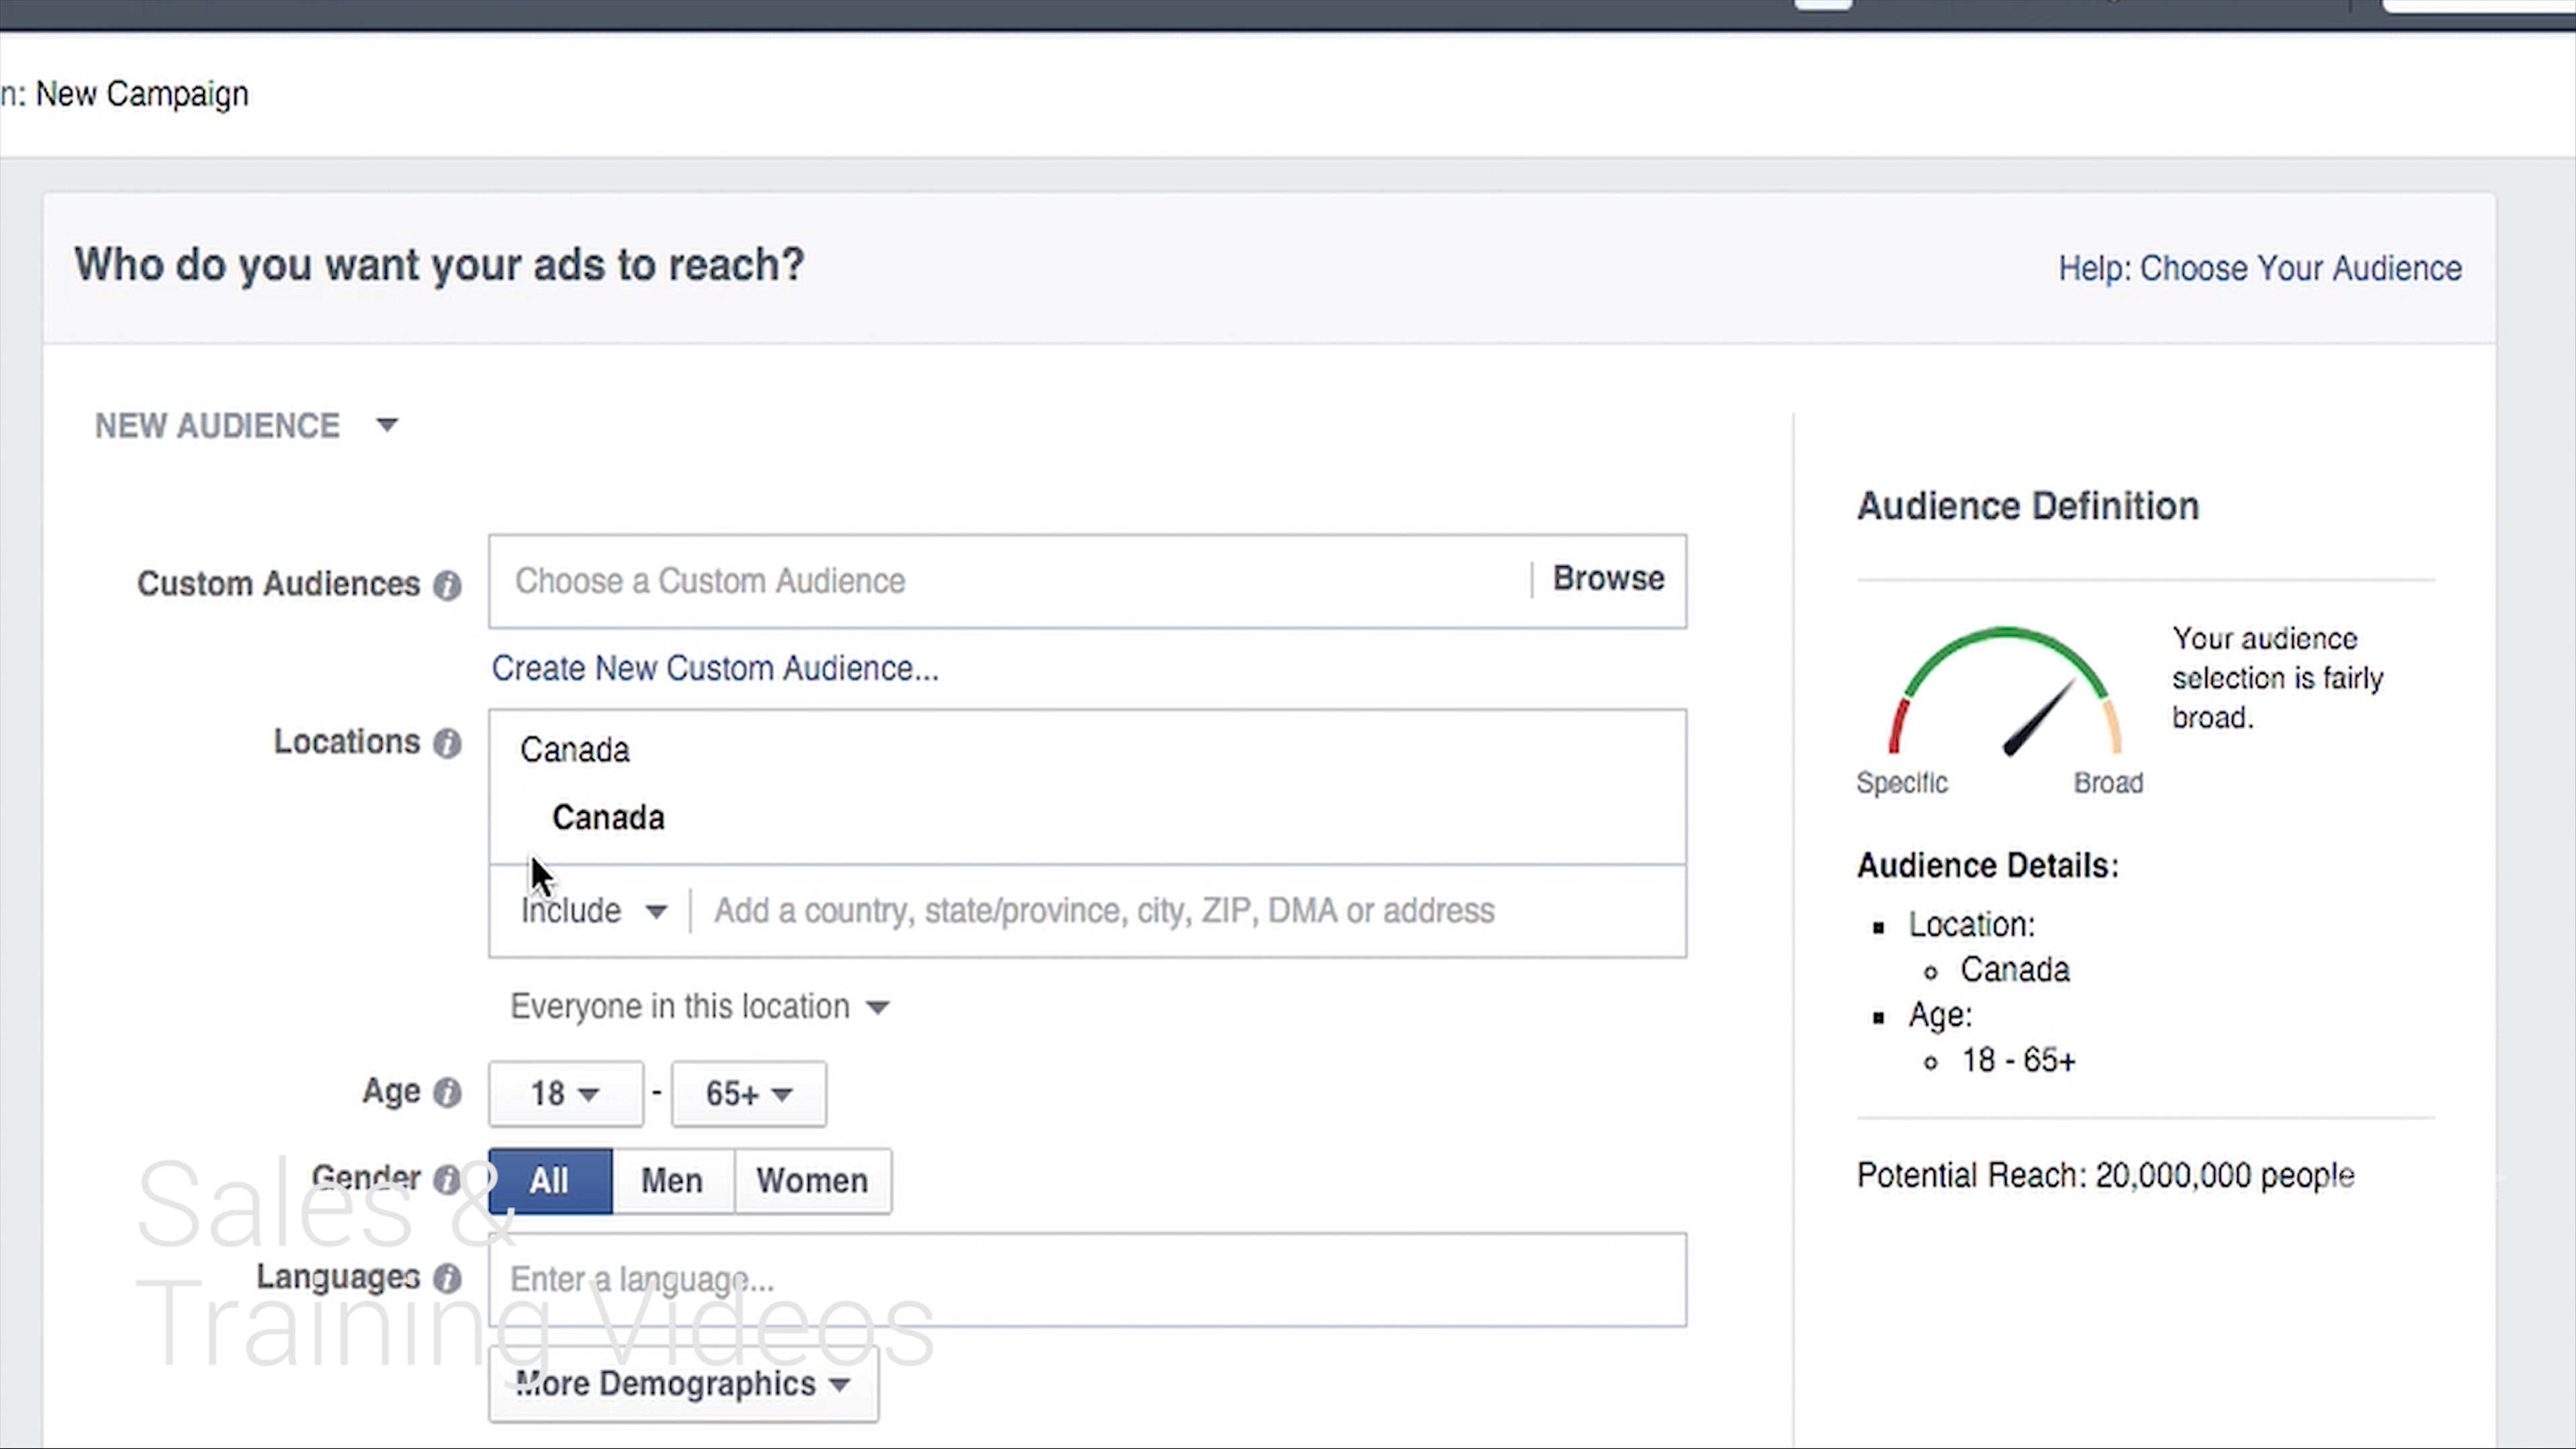 n: New Campaign
Who do you want your ads to reach?
Help: Choose Your Audience
NEW AUDIENCE
Custom Audiences
Choose a Custom Audience
Browse
Create New Custom Audience...
Locations
Canada
Canada
Include
Add a country, state/province, city, ZIP, DMA or address
Everyone in this location
Age
18 - 65+
Gender
All
Men
Women
Languages
Enter a language...
More Demographics
Sales &
Training Videos
Audience Definition
Your audience
selection is fairly
broad.
Specific
Broad
Audience Details:
Location:
Canada
Age:
18 - 65+
Potential Reach: 20,000,000 people